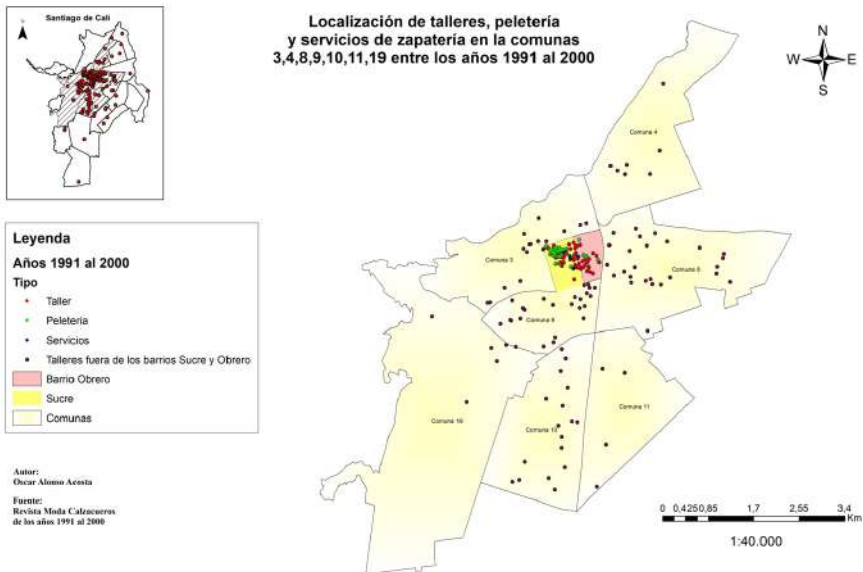 Santiago de Cali
Localización de talleres, peletería
y servicios de zapatería en la comunas
3,4,8,9,10,11,19 entre los años 1991 al 2000
N
W E
S
Comuna 4
Comuna 3
Comuna 8
Comuna 9
Comuna 19
Comuna 10
Comuna 11
Leyenda
Años 1991 al 2000
Tipo
Taller
Peletería
Servicios
Talleres fuera de los barrios Sucre y Obrero
Barrio Obrero
Sucre
Comunas
Autor:
Oscar Alonso Acosta
Fuente:
Revista Moda Calzacueros
de los años 1991 al 2000
0 0,425 0,85 1,7 2,55 3,4
Km
1:40.000